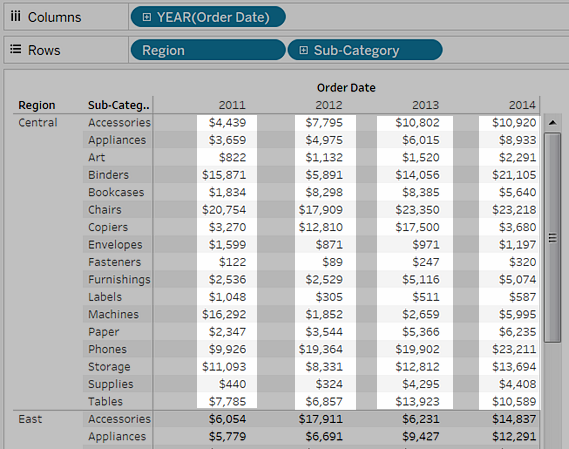 Columns YEAR(Order Date)
Rows Region Sub-Category
Order Date
Region Sub-Categ.. 2011 2012 2013 2014
Central Accessories $4,439 $7,795 $10,802 $10,920
Appliances $3,659 $4,975 $6,015 $8,933
Art $822 $1,132 $1,520 $2,291
Binders $15,871 $5,891 $14,056 $21,105
Bookcases $1,834 $8,298 $8,385 $5,640
Chairs $20,754 $17,909 $23,350 $23,218
Copiers $3,270 $12,810 $17,500 $3,680
Envelopes $1,599 $871 $971 $1,197
Fasteners $122 $89 $247 $320
Furnishings $2,536 $2,529 $5,116 $5,074
Labels $1,048 $305 $511 $587
Machines $16,292 $1,852 $2,659 $5,995
Paper $2,347 $3,544 $5,366 $6,235
Phones $9,926 $19,364 $19,902 $23,211
Storage $11,093 $8,331 $12,812 $13,694
Supplies $440 $324 $4,295 $4,408
Tables $7,785 $6,857 $13,923 $10,589
East Accessories $6,054 $17,911 $6,231 $14,837
Appliances $5,779 $6,691 $9,427 $12,291